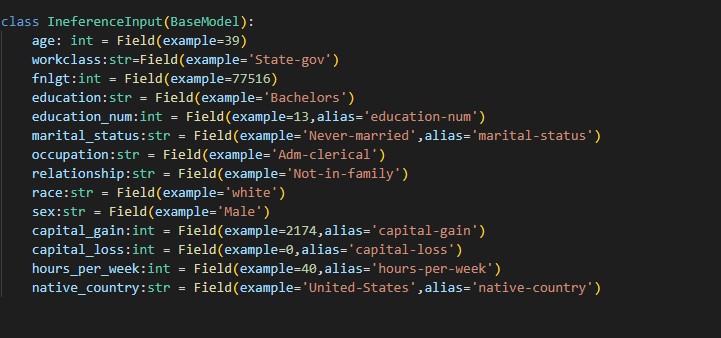 class IneferenceInput(BaseModel):
    age: int = Field(example=39)
    workclass:str=Field(example='State-gov')
    fnlgt:int = Field(example=77516)
    education:str = Field(example='Bachelors')
    education_num:int = Field(example=13,alias='education-num')
    marital_status:str = Field(example='Never-married',alias='marital-status')
    occupation:str = Field(example='Adm-clerical')
    relationship:str = Field(example='Not-in-family')
    race:str = Field(example='white')
    sex:str = Field(example='Male')
    capital_gain:int = Field(example=2174,alias='capital-gain')
    capital_loss:int = Field(example=0,alias='capital-loss')
    hours_per_week:int = Field(example=40,alias='hours-per-week')
    native_country:str = Field(example='United-States',alias='native-country')